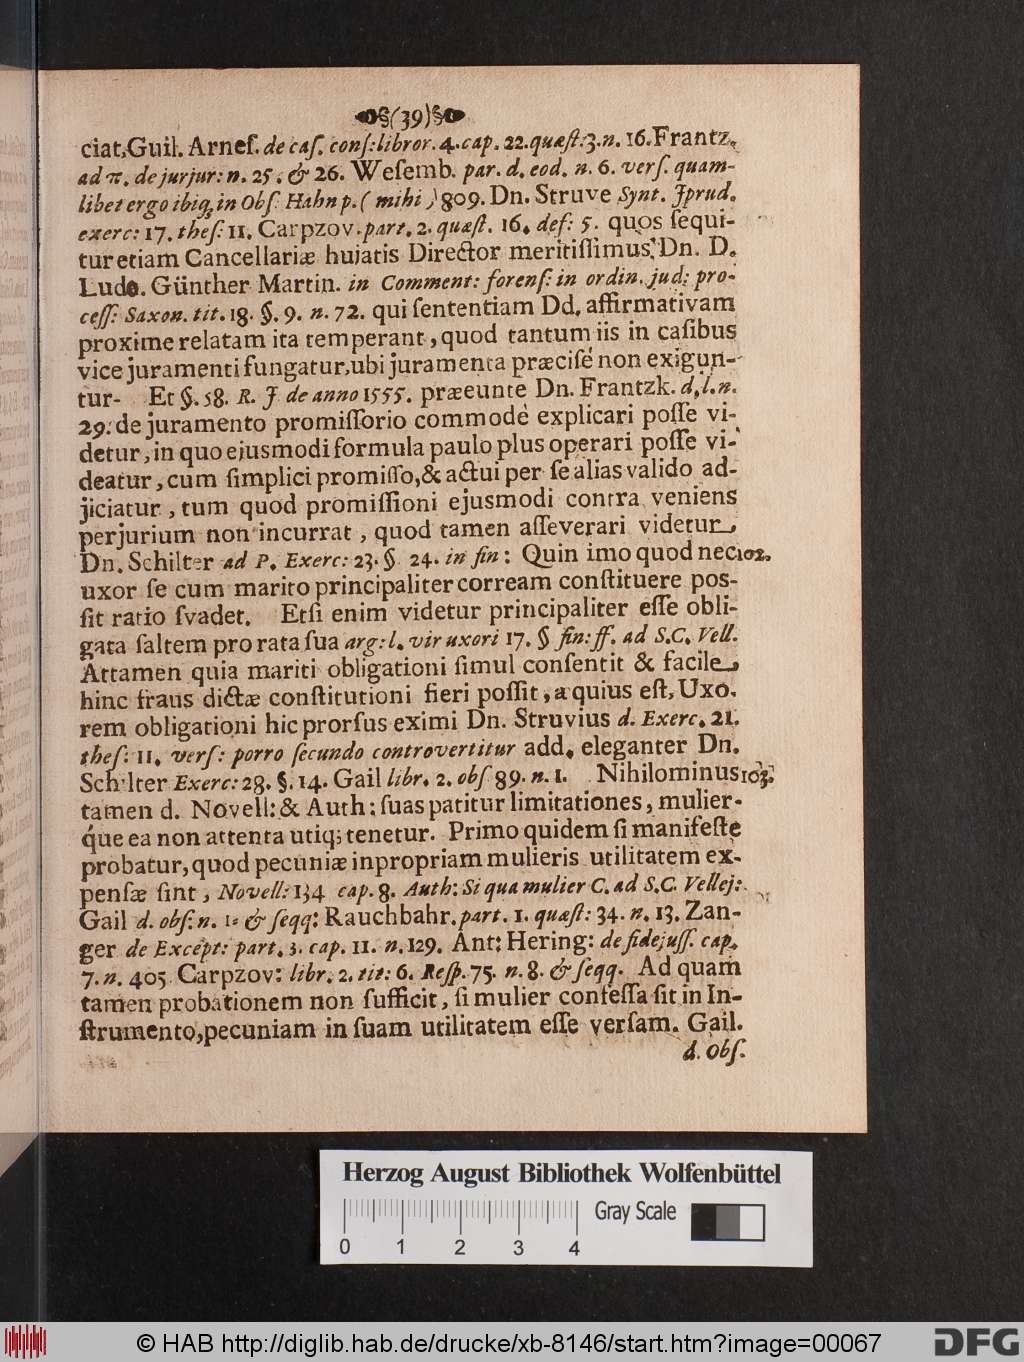 §(39)§
ciat, Guil. Arneſ. de caſ. conſ: libror. 4. cap. 22. quæſt: 3. n. 16. Frantz.
ad π. de jurjur: n. 25. & 26. Weſemb. par. d. eod. n. 6. verſ. quam-
libet ergo ibiq; in Obſ. Hahn p. (mihi) 809. Dn. Struve Synt. Jprud.
exerc: 17. theſ: 11. Carpzov. part. 2. quæſt. 16. def: 5. quos ſequi-
tur etiam Cancellariæ hujatis Director meritiſſimus, Dn. D.
Ludo. Günther Martin. in Comment: forenſ: in ordin. jud: pro-
ceſſ: Saxon. tit. 18. §. 9. n. 72. qui ſententiam Dd. affirmativam
proxime relatam ita temperant, quod tantum iis in caſibus
vice juramenti fungatur, ubi juramenta præciſé non exigun-
tur- Et §. 58. R. J. de anno 1555. præeunte Dn. Frantzk. d. l. n.
29: de juramento promiſſorio commodé explicari poſſe vi-
detur, in quo ejusmodi formula paulo plus operari poſſe vi-
deatur, cum ſimplici promiſſo, & actui per ſe alias valido ad-
jiciatur, tum quod promiſſioni ejusmodi contra veniens
perjurium non incurrat, quod tamen aſſeverari videtur,
Dn. Schilter ad P. Exerc: 23. § 24. in fin: Quin imo quod nec 102.
uxor ſe cum marito principaliter corream conſtituere poſ-
ſit ratio ſvadet. Etſi enim videtur principaliter eſſe obli-
gata ſaltem pro rata ſua arg: l. vir uxori 17. § fin: ff. ad S.C. Vell.
Attamen quia mariti obligationi ſimul conſentit & facile,
hinc fraus dictæ conſtitutioni fieri poſſit, æquius eſt, Uxo.
rem obligationi hic prorſus eximi Dn. Struvius d. Exerc. 21.
theſ: 11. verſ: porro ſecundo controvertitur add. eleganter Dn.
Schilter Exerc: 28. §. 14. Gail libr. 2. obſ 89. n. 1. Nihilominus 103.
tamen d. Novell: & Auth: ſuas patitur limitationes, mulier-
que ea non attenta utiq; tenetur. Primo quidem ſi manifeſte
probatur, quod pecuniæ in propriam mulieris utilitatem ex-
penſæ ſint, Novell: 134 cap. 8. Auth: Si qua mulier C. ad S.C. Vellej:
Gail d. obſ: n. 1. & ſeqq: Rauchbahr. part. 1. quæſt: 34. n. 13. Zan-
ger de Except: part. 3. cap. 11. n. 129. Ant: Hering: de fidejuſſ. cap.
7. n. 405. Carpzov: libr. 2. tit: 6. Reſp. 75. n. 8. & ſeqq. Ad quam
tamen probationem non ſufficit, ſi mulier confeſſa ſit in In-
ſtrumento, pecuniam in ſuam utilitatem eſſe verſam. Gail.
d. Obſ.
Herzog August Bibliothek Wolfenbüttel
Gray Scale
0 1 2 3 4
© HAB http://diglib.hab.de/drucke/xb-8146/start.htm?image=00067
DFG